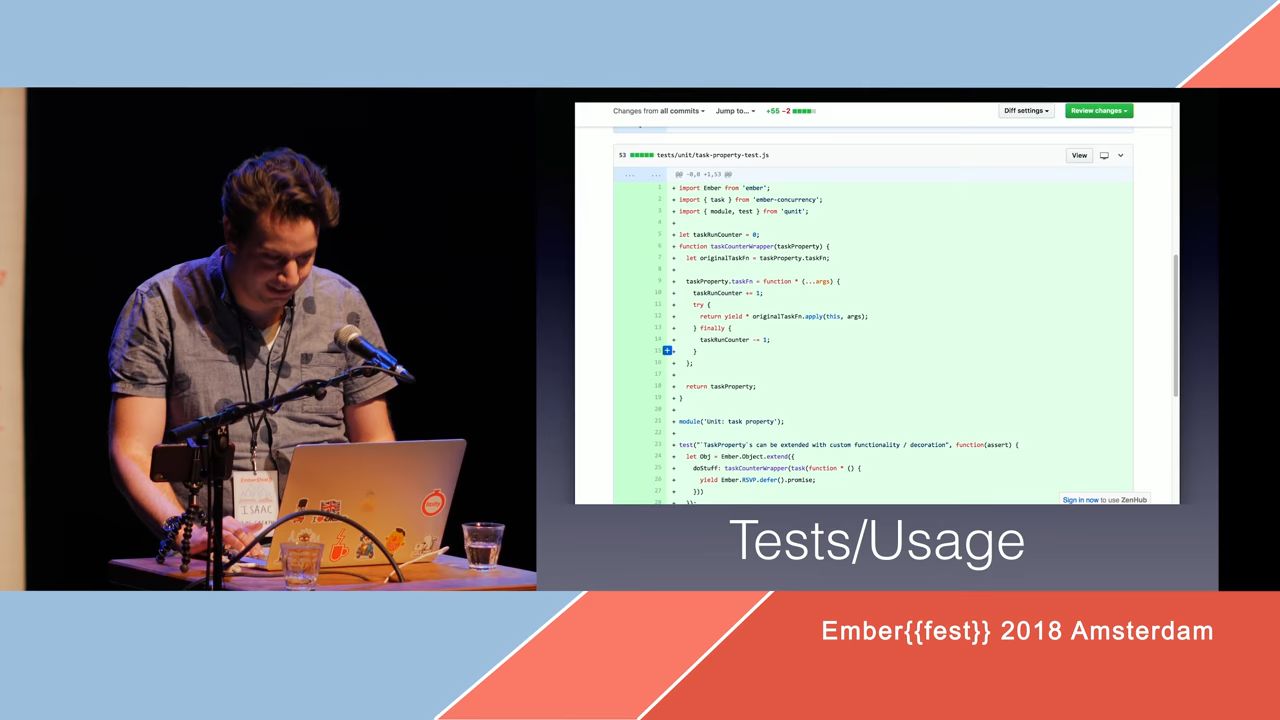 Changes from all commits Jump to... +55 −2
Diff settings Review changes
53 tests/unit/task-property-test.js View
... ... @@ -0,0 +1,53 @@
1 + import Ember from 'ember';
2 + import { task } from 'ember-concurrency';
3 + import { module, test } from 'qunit';
4 +
5 + let taskRunCounter = 0;
6 + function taskCounterWrapper(taskProperty) {
7 + let originalTaskFn = taskProperty.taskFn;
8 +
9 + taskProperty.taskFn = function * (...args) {
10 + taskRunCounter += 1;
11 + try {
12 + return yield * originalTaskFn.apply(this, args);
13 + } finally {
14 + taskRunCounter -= 1;
15 + }
16 + };
17 +
18 + return taskProperty;
19 + }
20 +
21 + module('Unit: task property');
22 +
23 + test("`TaskProperty`s can be extended with custom functionality / decoration", function(assert) {
24 + let Obj = Ember.Object.extend({
25 + doStuff: taskCounterWrapper(task(function * () {
26 + yield Ember.RSVP.defer().promise;
27 + }))
28 + });
Sign in now to use ZenHub
Tests/Usage
ISAAC
Ember{{fest}} 2018 Amsterdam